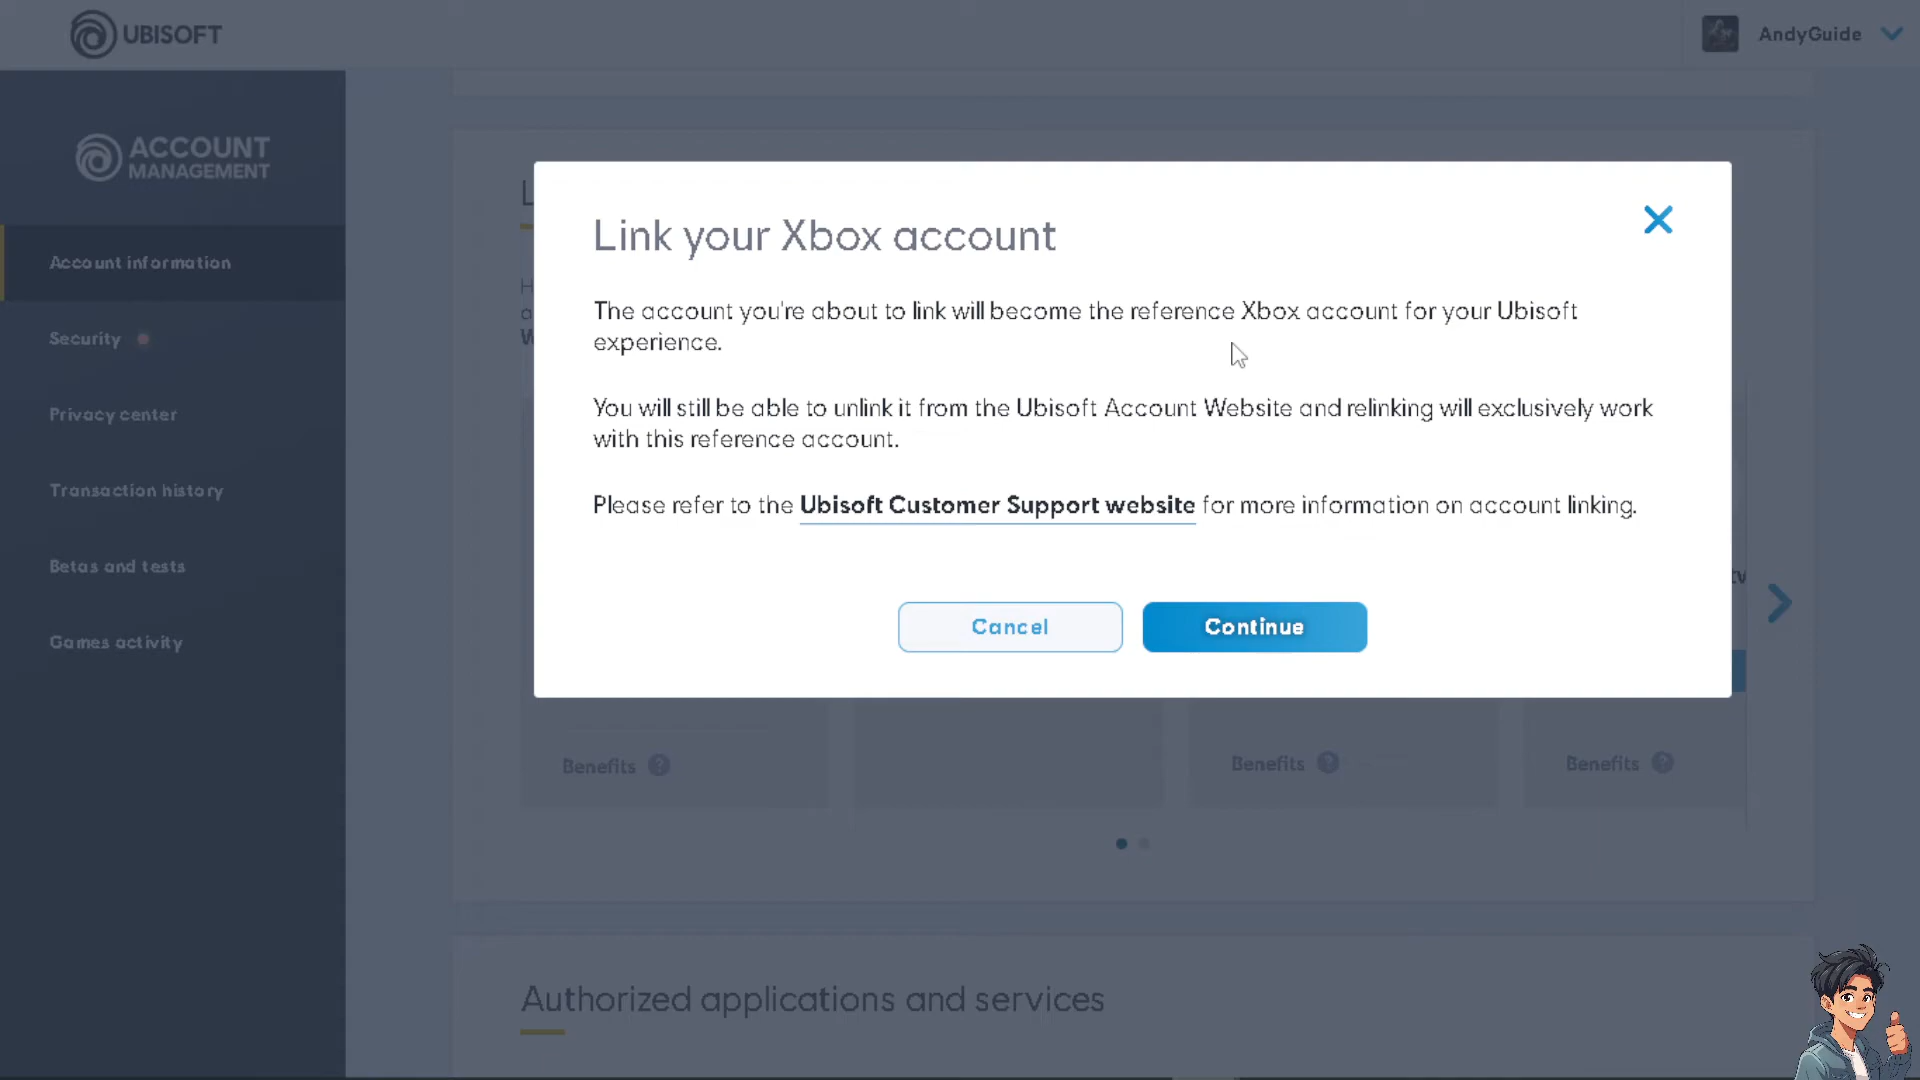 UBISOFT
AndyGuide
ACCOUNT
MANAGEMENT
Account information
Security
Privacy center
Transaction history
Betas and tests
Games activity
Link your Xbox account
The account you're about to link will become the reference Xbox account for your Ubisoft
experience.
You will still be able to unlink it from the Ubisoft Account Website and relinking will exclusively work
with this reference account.
Please refer to the Ubisoft Customer Support website for more information on account linking.
Cancel
Continue
Benefits ?
Benefits ?
Benefits ?
Authorized applications and services